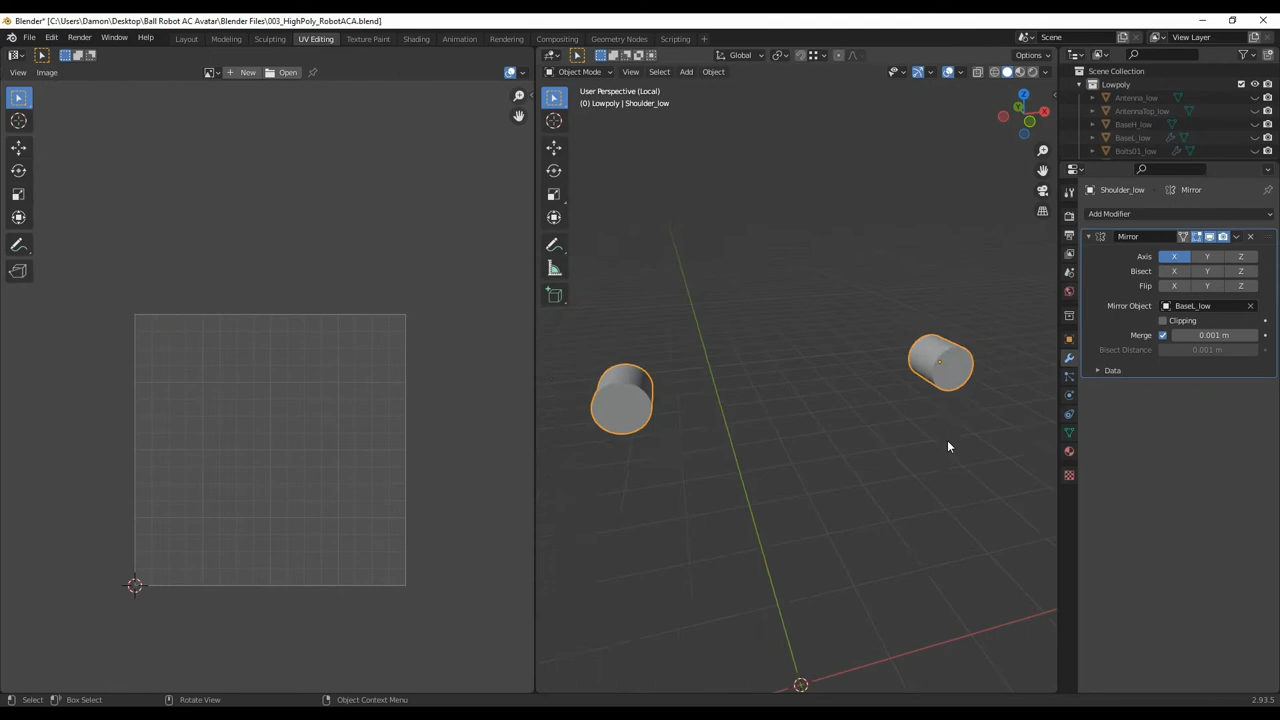 Blender* [C:\Users\Damon\Desktop\Ball Robot AC Avatar\Blender Files\003_HighPoly_RobotACA.blend]
File Edit Render Window Help Layout Modeling Sculpting UV Editing Texture Paint Shading Animation Rendering Compositing Geometry Nodes Scripting + Scene View Layer
Global Options
View Image New Open Object Mode View Select Add Object
Scene Collection
Lowpoly
Antenna_low
AntennaTop_low
BaseH_low
BaseL_low
Bolts01_low
User Perspective (Local)
(0) Lowpoly | Shoulder_low
X
Y
Z
Shoulder_low Mirror
Add Modifier
Mirror
Axis X Y Z
Bisect X Y Z
Flip X Y Z
Mirror Object BaseL_low
Clipping
Merge 0.001 m
Bisect Distance 0.001 m
Data
Select Box Select Rotate View Object Context Menu 2.93.5